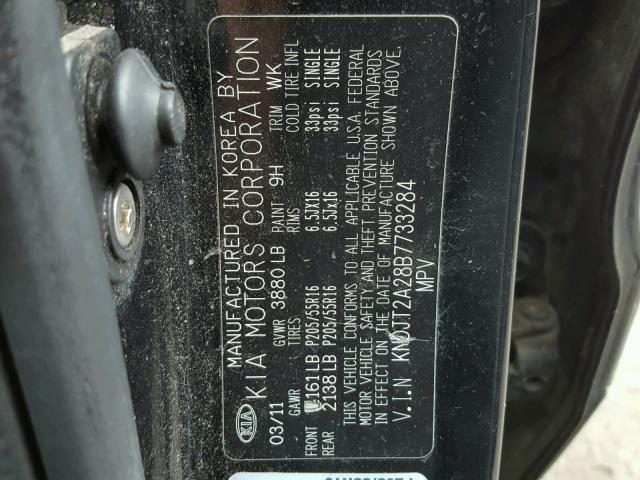 MANUFACTURED IN KOREA BY
KIA KIA MOTORS CORPORATION
03/11 GVWR 3880 LB PAINT 9H TRIM WK
GAWR TIRES RIMS COLD TIRE INFL
FRONT 161 LB P205/55R16 6.5JX16 33psi SINGLE
REAR 2138 LB P205/55R16 6.5JX16 33psi SINGLE
THIS VEHICLE CONFORMS TO ALL APPLICABLE U.S.A. FEDERAL
MOTOR VEHICLE SAFETY AND THEFT PREVENTION STANDARDS
IN EFFECT ON THE DATE OF MANUFACTURE SHOWN ABOVE.
V.I.N KNDJT2A28B7733284
MPV